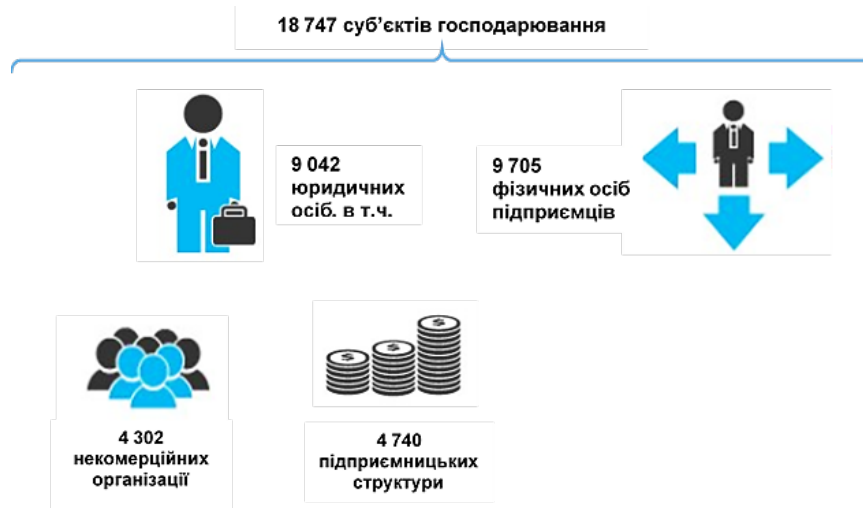 18 747 суб’єктів господарювання
9 042
юридичних
осіб. в т.ч.
9 705
фізичних осіб
підприємців
4 302
некомерційних
організації
4 740
підприємницьких
структури